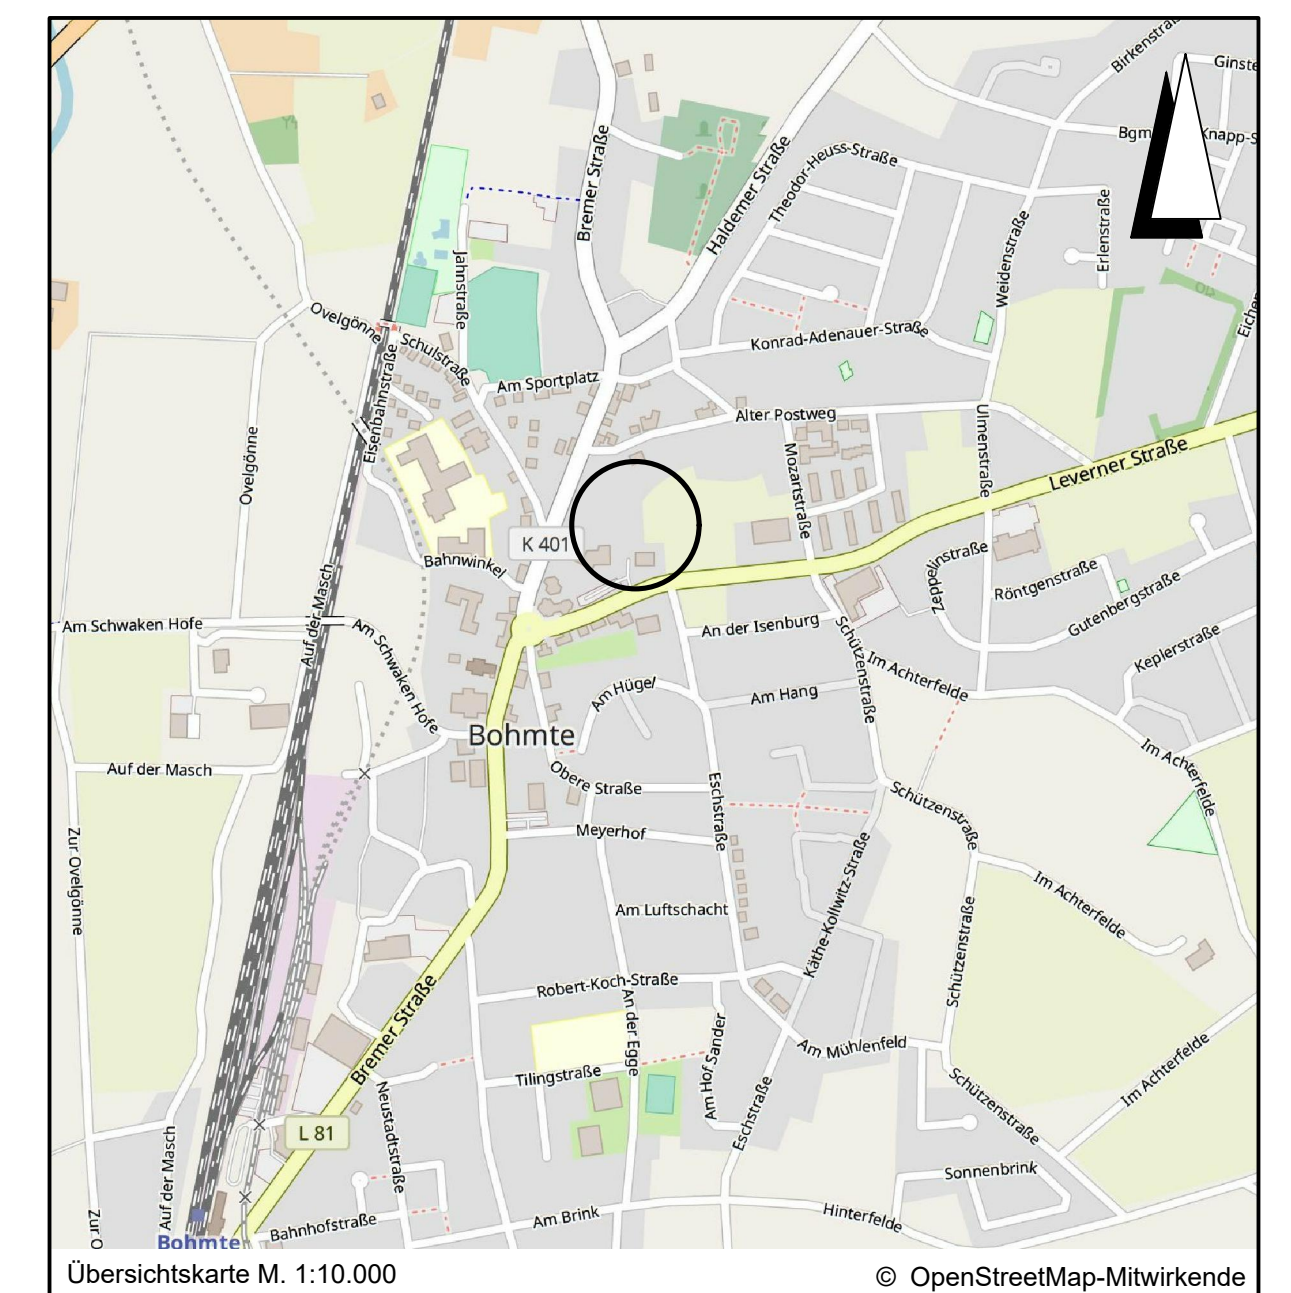 Birkenstraß
Ginste
Bgm
Knapp-S
Bremer Straße
Haldemer Straße
Theodor-Heuss-Straße
Weidenstraße
Erlenstraße
Jahnstraße
Ovelgönne
Schulstraße
Eisenbahnstraße
Konrad-Adenauer-Straße
Eichen
Am Sportplatz
Alter Postweg
Ulmenstraße
Mozartstraße
Leverner Straße
Ovelgönne
K 401
Bahnwinkel
Zeppelinstraße
Röntgenstraße
Gutenbergstraße
Keplerstraße
Am Schwaken Hofe
Auf der Masch
Am Schwaken Hofe
An der Isenburg
Schützenstraße
Im Achterfelde
Am Hügel
Am Hang
Bohmte
Im Achterfelde
Auf der Masch
Obere Straße
Eschstraße
Schützenstraße
Meyerhof
Zur Ovelgönne
Käthe-Kollwitz-Straße
Im Achterfelde
Am Luftschacht
Schützenstraße
Robert-Koch-Straße
An der Egge
Bremer Straße
Am Hof Sander
Am Mühlenfeld
Im Achterfelde
Tilingstraße
Schützenstraße
Neustadtstraße
Eschstraße
L 81
Auf der Masch
Sonnenbrink
Zur O
Bahnhofstraße
Am Brink
Hinterfelde
Bohmte
Übersichtskarte M. 1:10.000
© OpenStreetMap-Mitwirkende